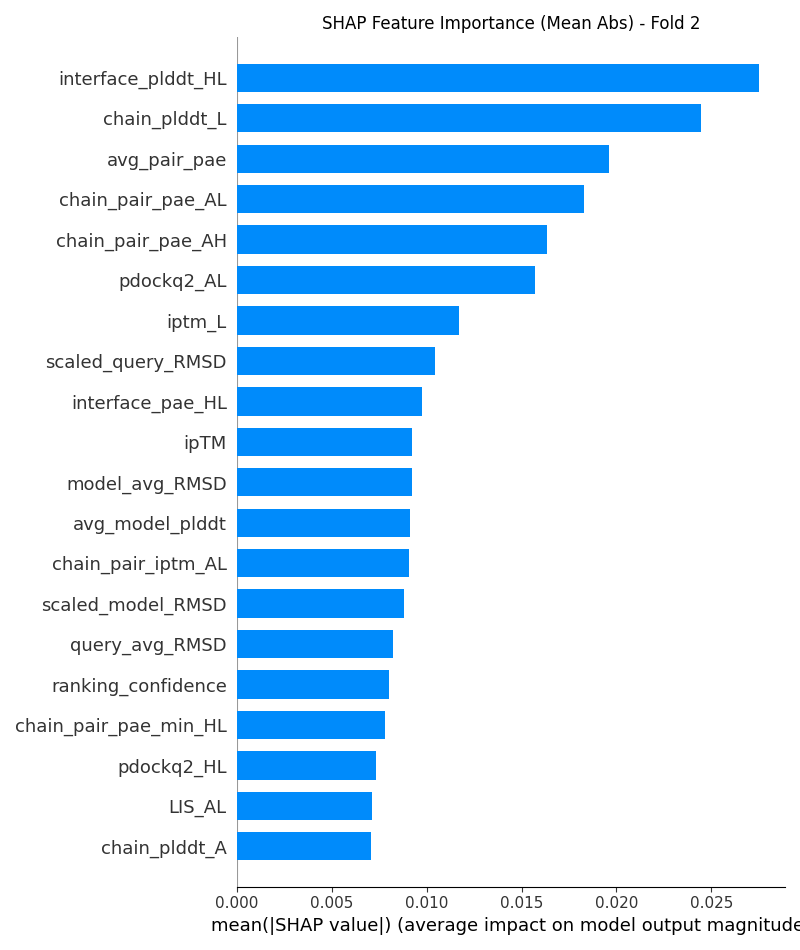 SHAP Feature Importance (Mean Abs) - Fold 2
interface_plddt_HL
chain_plddt_L
avg_pair_pae
chain_pair_pae_AL
chain_pair_pae_AH
pdockq2_AL
iptm_L
scaled_query_RMSD
interface_pae_HL
ipTM
model_avg_RMSD
avg_model_plddt
chain_pair_iptm_AL
scaled_model_RMSD
query_avg_RMSD
ranking_confidence
chain_pair_pae_min_HL
pdockq2_HL
LIS_AL
chain_plddt_A
0.000 0.005 0.010 0.015 0.020 0.025
mean(|SHAP value|) (average impact on model output magnitude